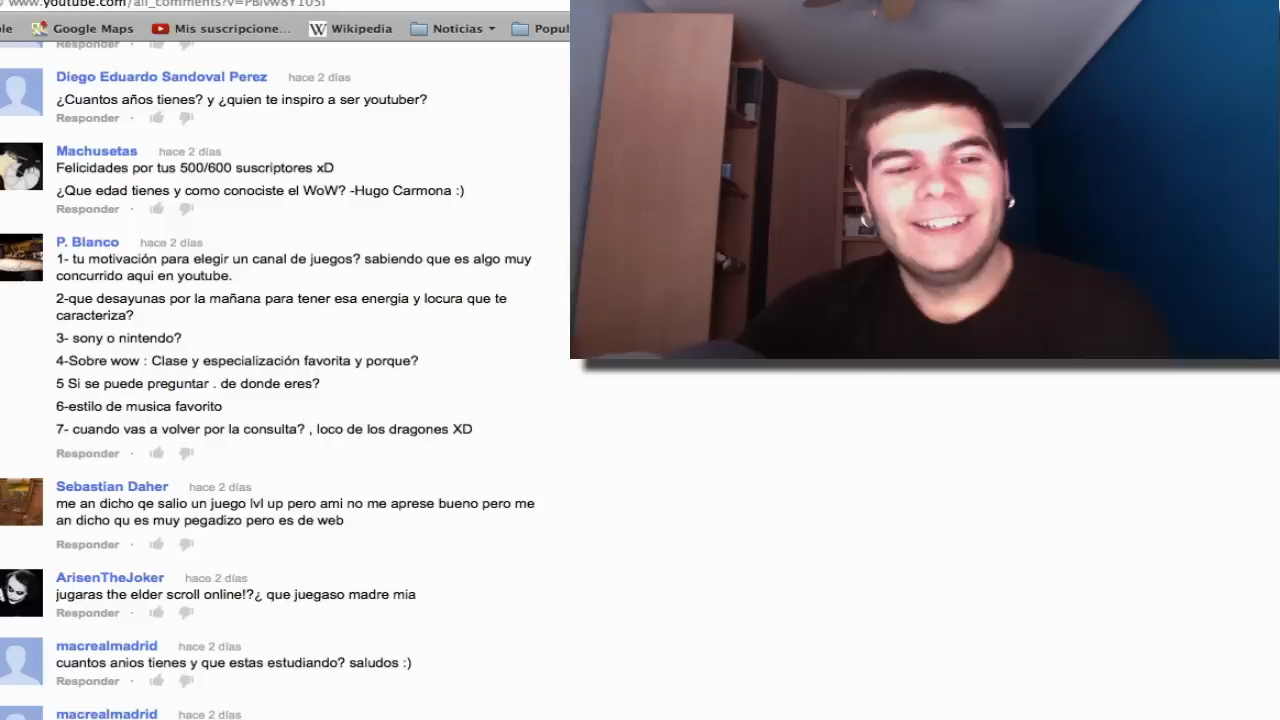 www.youtube.com/all_comments?v=PBivw8Y1U5I
Google Maps
Mis suscripcione...
Wikipedia
Noticias
Popul
Responder
Diego Eduardo Sandoval Perez hace 2 días
¿Cuantos años tienes? y ¿quien te inspiro a ser youtuber?
Responder ·
Machusetas hace 2 días
Felicidades por tus 500/600 suscriptores xD
¿Que edad tienes y como conociste el WoW? -Hugo Carmona :)
Responder ·
P. Blanco hace 2 días
1- tu motivación para elegir un canal de juegos? sabiendo que es algo muy
concurrido aqui en youtube.
2-que desayunas por la mañana para tener esa energia y locura que te
caracteriza?
3- sony o nintendo?
4-Sobre wow : Clase y especialización favorita y porque?
5 Si se puede preguntar . de donde eres?
6-estilo de musica favorito
7- cuando vas a volver por la consulta? , loco de los dragones XD
Responder ·
Sebastian Daher hace 2 días
me an dicho qe salio un juego lvl up pero ami no me aprese bueno pero me
an dicho qu es muy pegadizo pero es de web
Responder ·
ArisenTheJoker hace 2 días
jugaras the elder scroll online!?¿ que juegaso madre mia
Responder ·
macrealmadrid hace 2 días
cuantos anios tienes y que estas estudiando? saludos :)
Responder ·
macrealmadrid hace 2 días